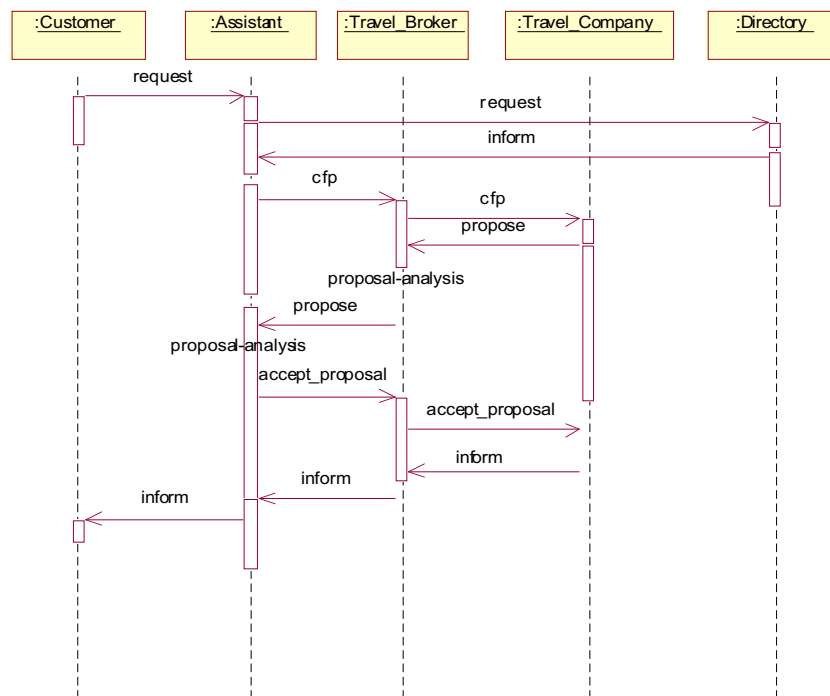 :Customer
:Assistant
:Travel_Broker
:Travel_Company
:Directory
request
request
inform
cfp
cfp
propose
proposal-analysis
propose
proposal-analysis
accept_proposal
accept_proposal
inform
inform
inform